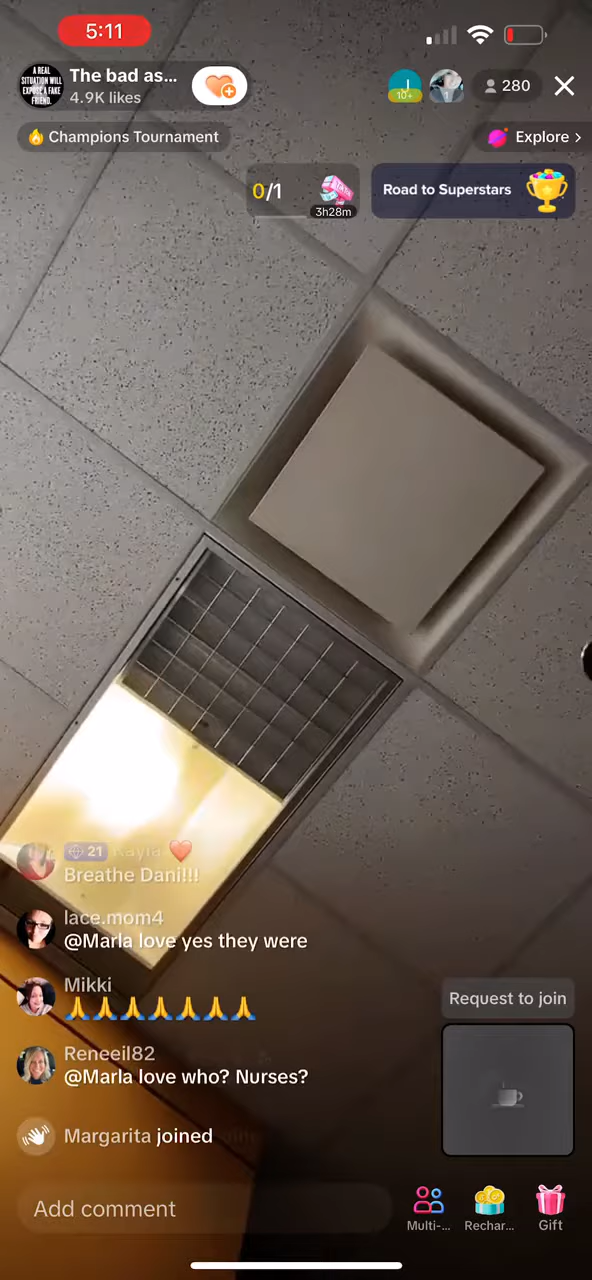 5:11
A REAL
SITUATION WILL
EXPOSE A FAKE
FRIEND.
The bad as...
4.9K likes
10+
1
280
Champions Tournament
Explore >
0/1
3h28m
Road to Superstars
21 Kayla
Breathe Dani!!!
lace.mom4
@Marla love yes they were
Mikki
🙏🙏🙏🙏🙏🙏🙏
Request to join
Reneeil82
@Marla love who? Nurses?
Margarita joined
Add comment
Multi-...
Rechar...
Gift